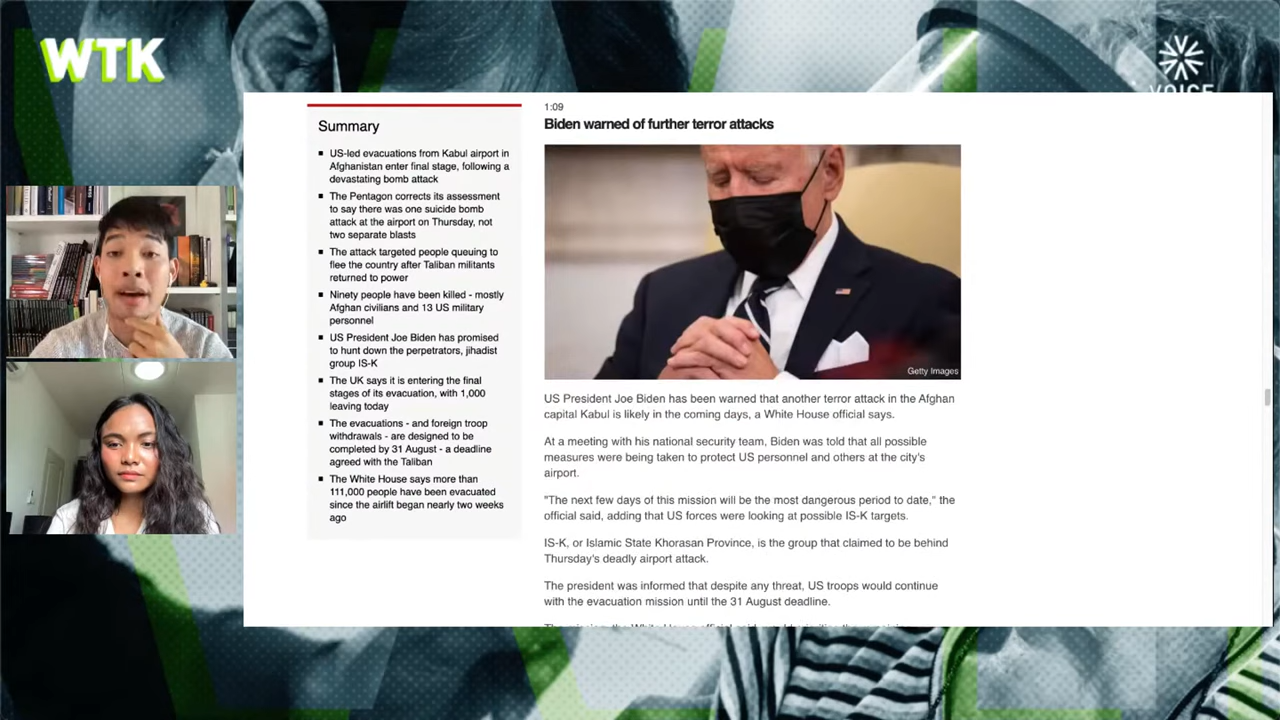 WTK
VOICE
Summary
US-led evacuations from Kabul airport in
Afghanistan enter final stage, following a
devastating bomb attack
The Pentagon corrects its assessment
to say there was one suicide bomb
attack at the airport on Thursday, not
two separate blasts
The attack targeted people queuing to
flee the country after Taliban militants
returned to power
Ninety people have been killed - mostly
Afghan civilians and 13 US military
personnel
US President Joe Biden has promised
to hunt down the perpetrators, jihadist
group IS-K
The UK says it is entering the final
stages of its evacuation, with 1,000
leaving today
The evacuations - and foreign troop
withdrawals - are designed to be
completed by 31 August - a deadline
agreed with the Taliban
The White House says more than
111,000 people have been evacuated
since the airlift began nearly two weeks
ago
1:09
Biden warned of further terror attacks
Getty Images
US President Joe Biden has been warned that another terror attack in the Afghan
capital Kabul is likely in the coming days, a White House official says.
At a meeting with his national security team, Biden was told that all possible
measures were being taken to protect US personnel and others at the city's
airport.
"The next few days of this mission will be the most dangerous period to date," the
official said, adding that US forces were looking at possible IS-K targets.
IS-K, or Islamic State Khorasan Province, is the group that claimed to be behind
Thursday's deadly airport attack.
The president was informed that despite any threat, US troops would continue
with the evacuation mission until the 31 August deadline.